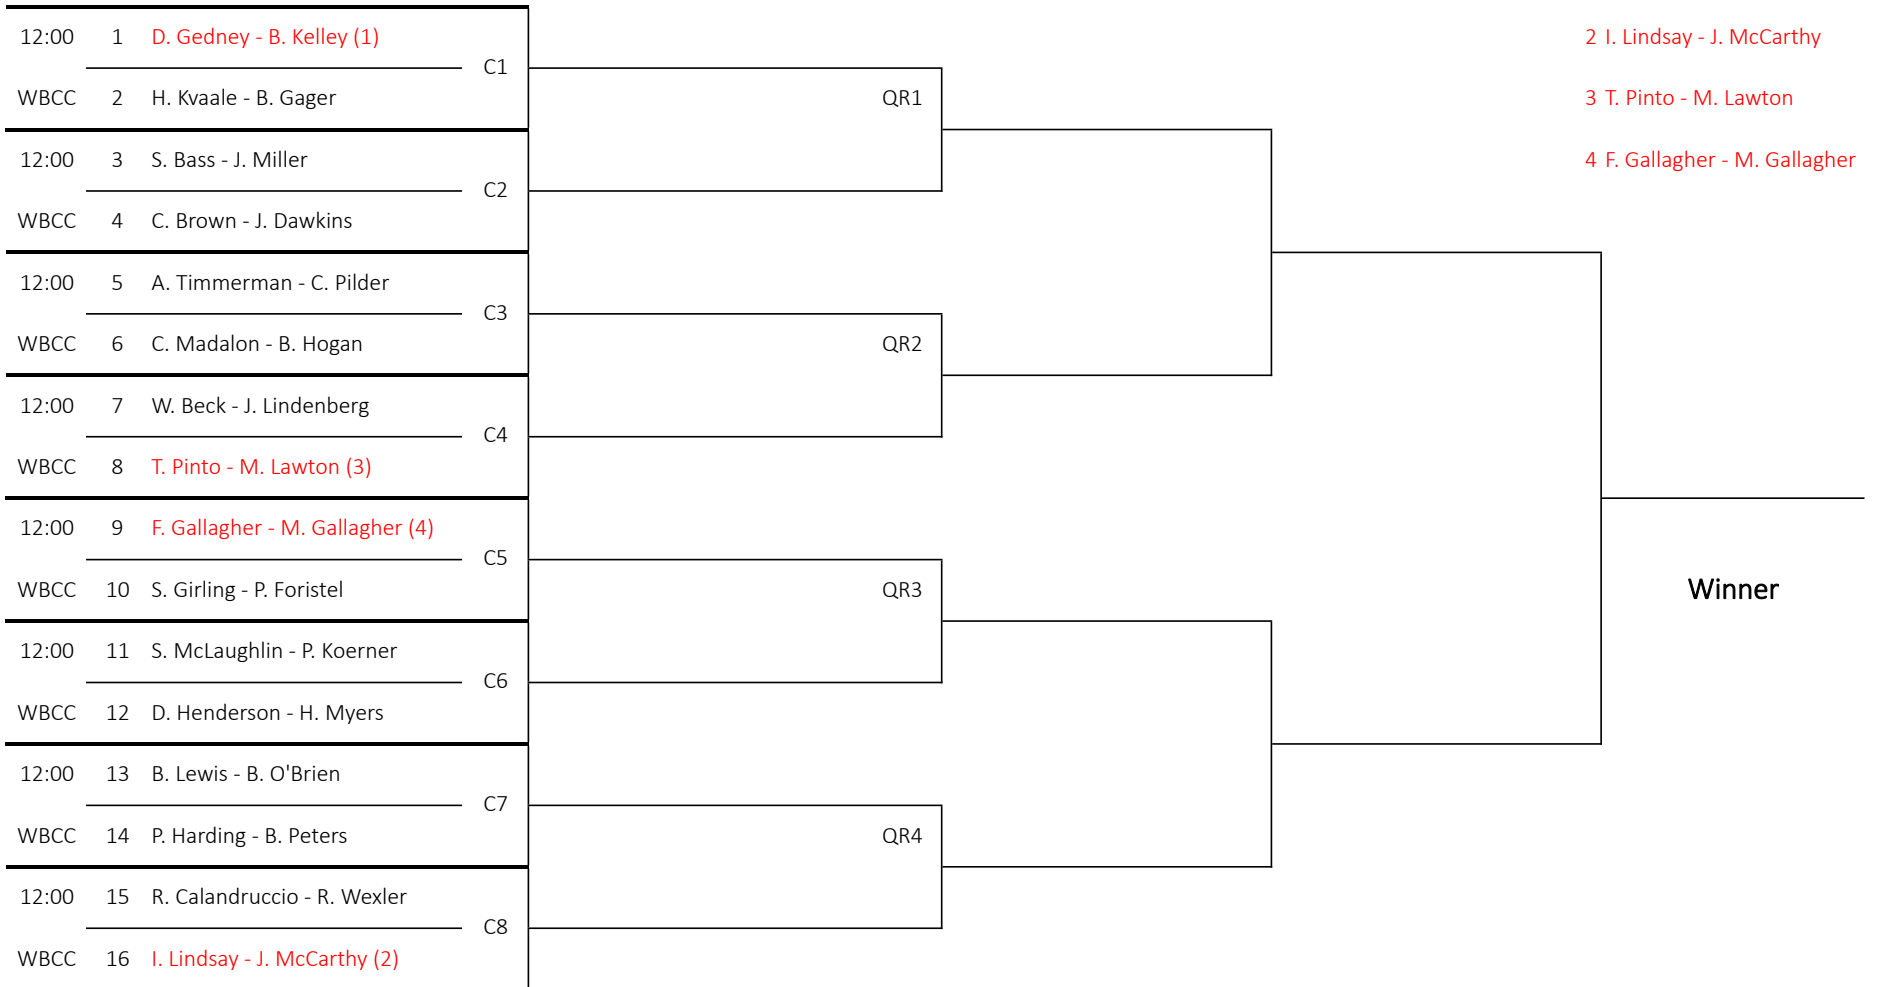 12:00 1 D. Gedney - B. Kelley (1)
C1
WBCC 2 H. Kvaale - B. Gager
QR1
12:00 3 S. Bass - J. Miller
C2
WBCC 4 C. Brown - J. Dawkins
12:00 5 A. Timmerman - C. Pilder
C3
WBCC 6 C. Madalon - B. Hogan
QR2
12:00 7 W. Beck - J. Lindenberg
C4
WBCC 8 T. Pinto - M. Lawton (3)
12:00 9 F. Gallagher - M. Gallagher (4)
C5
WBCC 10 S. Girling - P. Foristel
QR3
12:00 11 S. McLaughlin - P. Koerner
C6
WBCC 12 D. Henderson - H. Myers
12:00 13 B. Lewis - B. O'Brien
C7
WBCC 14 P. Harding - B. Peters
QR4
12:00 15 R. Calandruccio - R. Wexler
C8
WBCC 16 I. Lindsay - J. McCarthy (2)
2 I. Lindsay - J. McCarthy
3 T. Pinto - M. Lawton
4 F. Gallagher - M. Gallagher
Winner